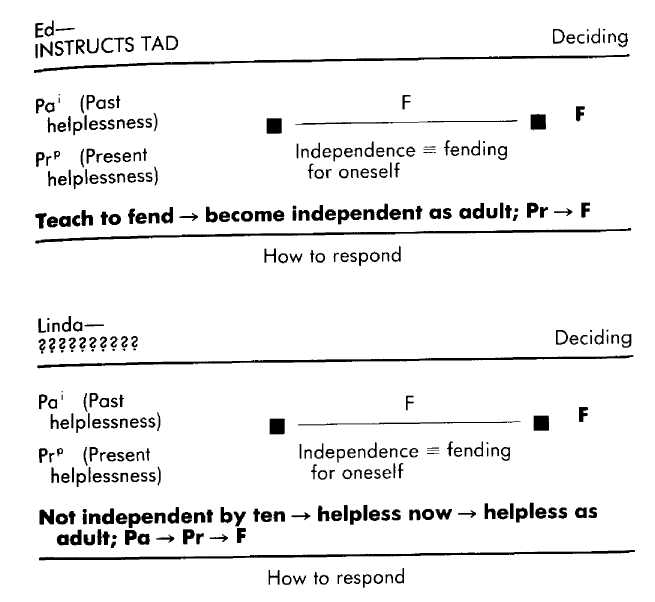 Ed—
INSTRUCTS TAD
Deciding
Paⁱ (Past
helplessness)
F
■ ■ F
Prᵖ (Present
helplessness)
Independence ≡ fending
for oneself
Teach to fend → become independent as adult; Pr → F
How to respond
Linda—
??????????
Deciding
Paⁱ (Past
helplessness)
F
■ ■ F
Prᵖ (Present
helplessness)
Independence ≡ fending
for oneself
Not independent by ten → helpless now → helpless as
adult; Pa → Pr → F
How to respond